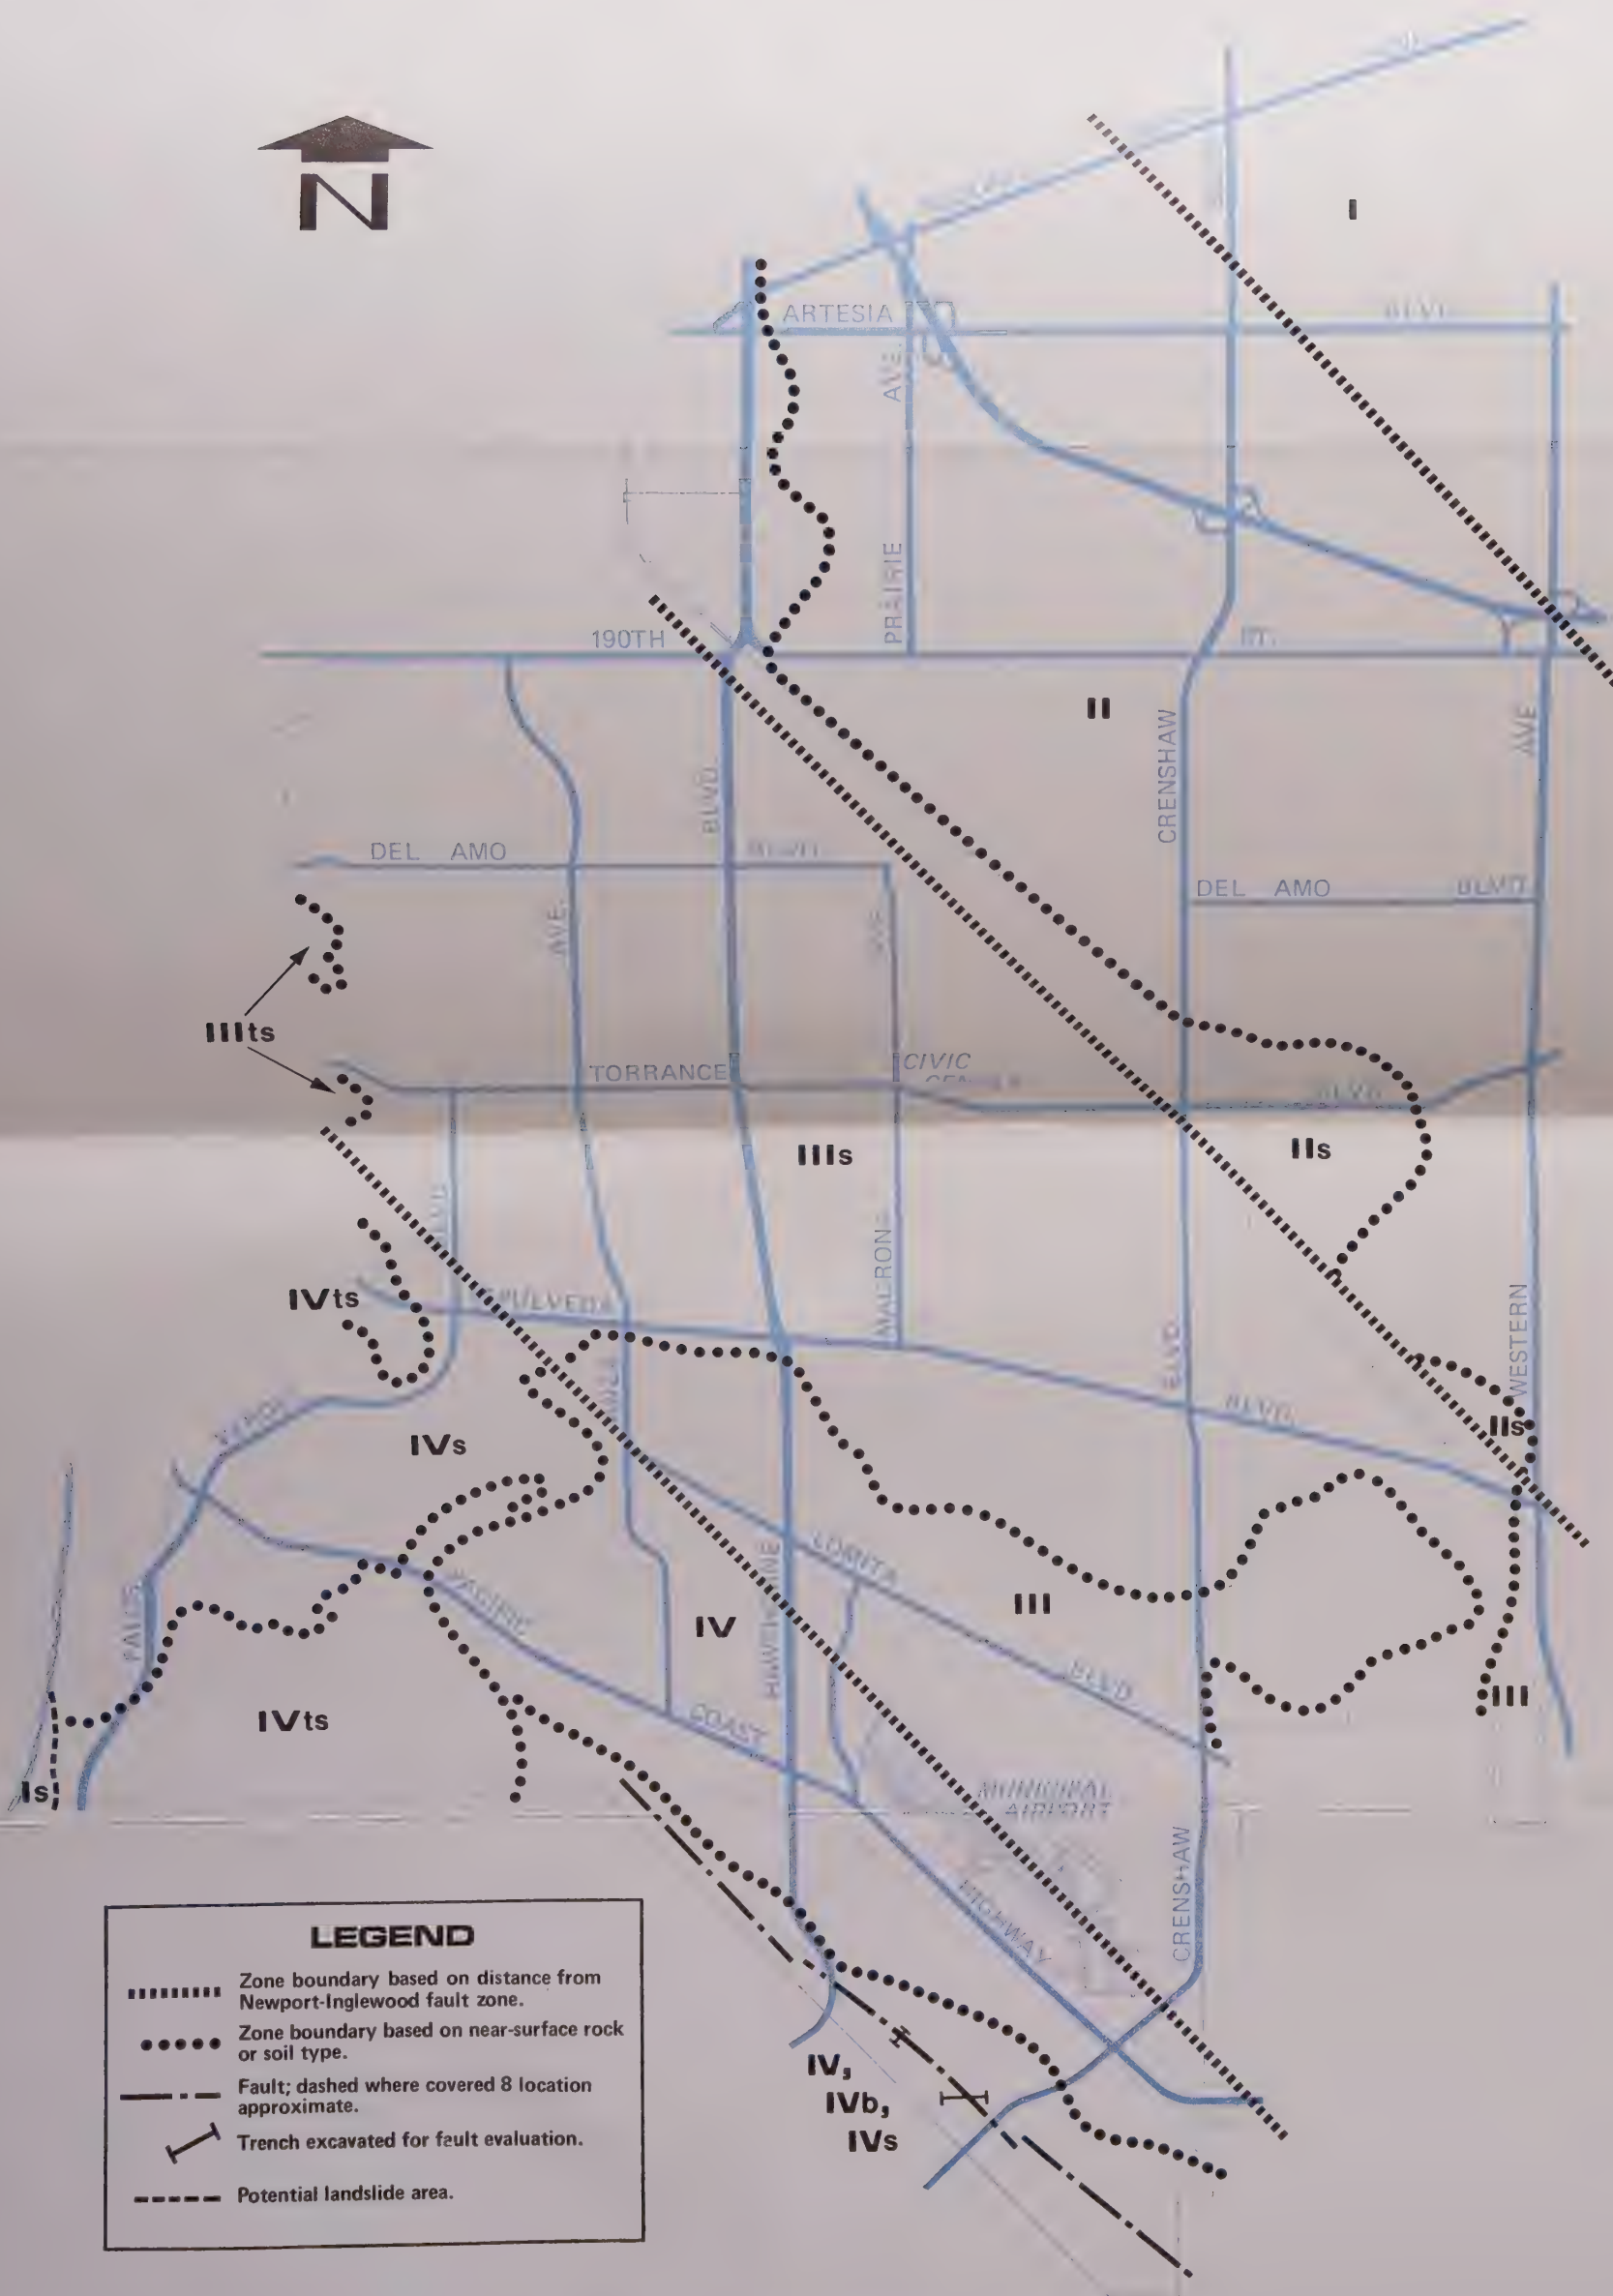 N
I
ARTESIA
BLVD.
AVE.
PRAIRIE
190TH
ST.
II
CRENSHAW
AVE
BLVD.
DEL AMO
BLVD.
DEL AMO
BLVD.
AVE.
AVE.
IIIts
TORRANCE
CIVIC
CENTER
BLVD.
IIIs
IIs
BLVD.
MADRONA
IVts
SEPULVEDA
BLVD.
WESTERN
BLVD.
IIs
IVs
LOMITA
HAWTHORNE
III
PALOS
PACIFIC
IV
BLVD.
III
IVts
COAST
Is
MUNICIPAL
AIRPORT
CRENSHAW
HIGHWAY
IV,
IVb,
IVs
LEGEND
Zone boundary based on distance from
Newport-Inglewood fault zone.
Zone boundary based on near-surface rock
or soil type.
Fault; dashed where covered 8 location
approximate.
Trench excavated for fault evaluation.
Potential landslide area.